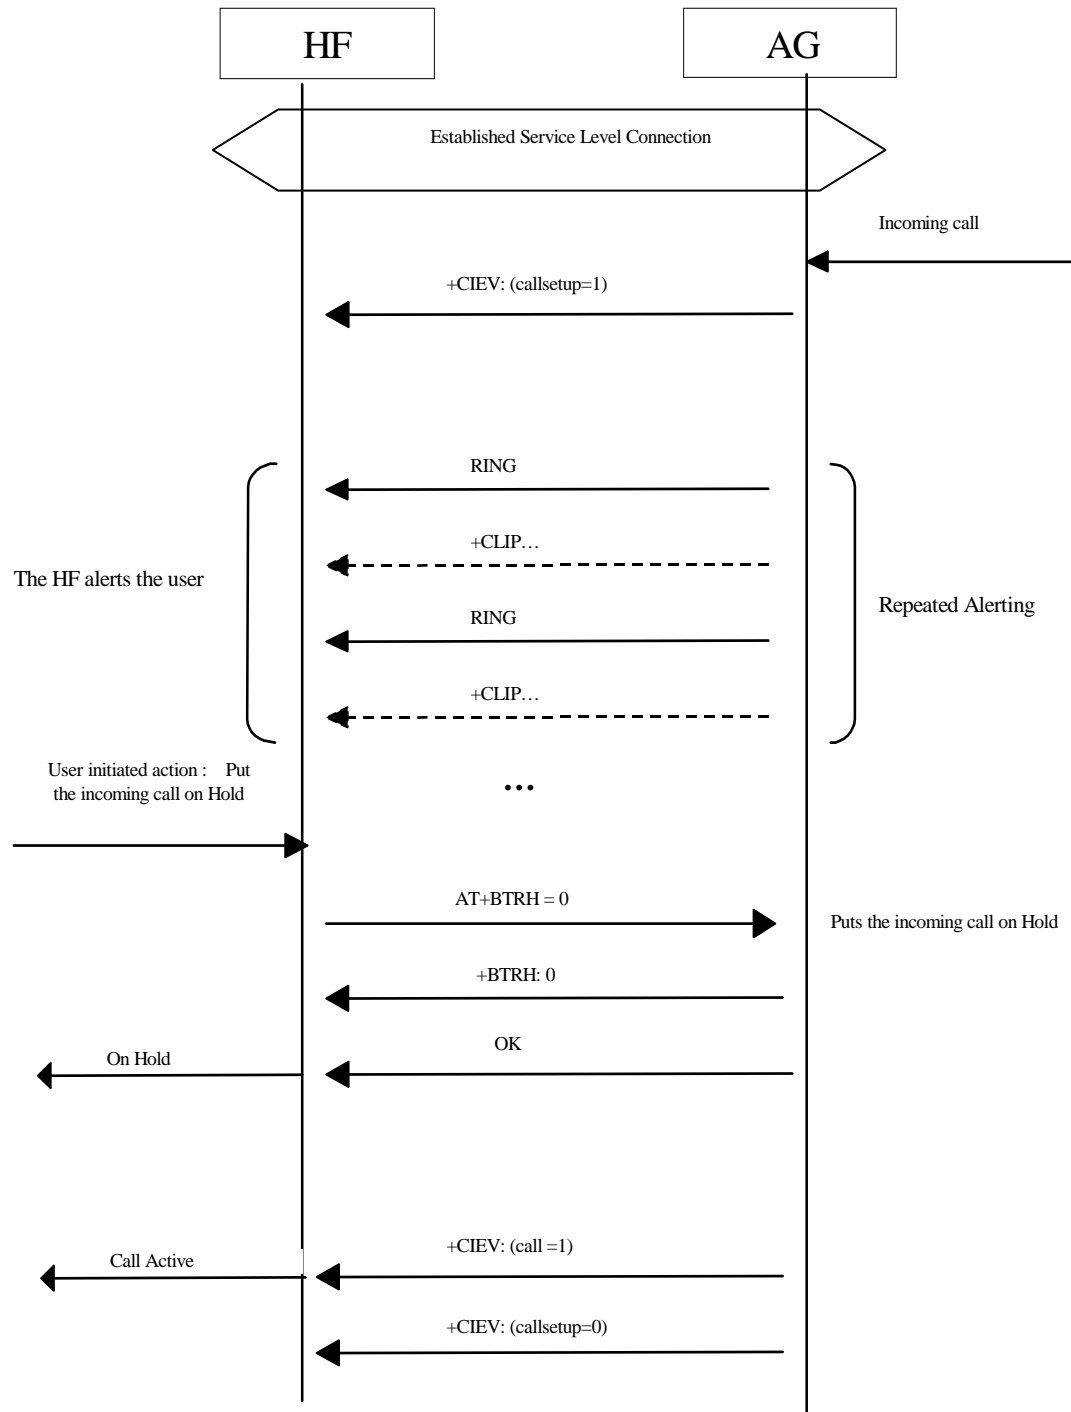 HF
AG
Established Service Level Connection
Incoming call
+CIEV: (callsetup=1)
RING
+CLIP…
The HF alerts the user
Repeated Alerting
RING
+CLIP…
User initiated action : Put
the incoming call on Hold
...
AT+BTRH = 0
Puts the incoming call on Hold
+BTRH: 0
OK
On Hold
+CIEV: (call =1)
Call Active
+CIEV: (callsetup=0)